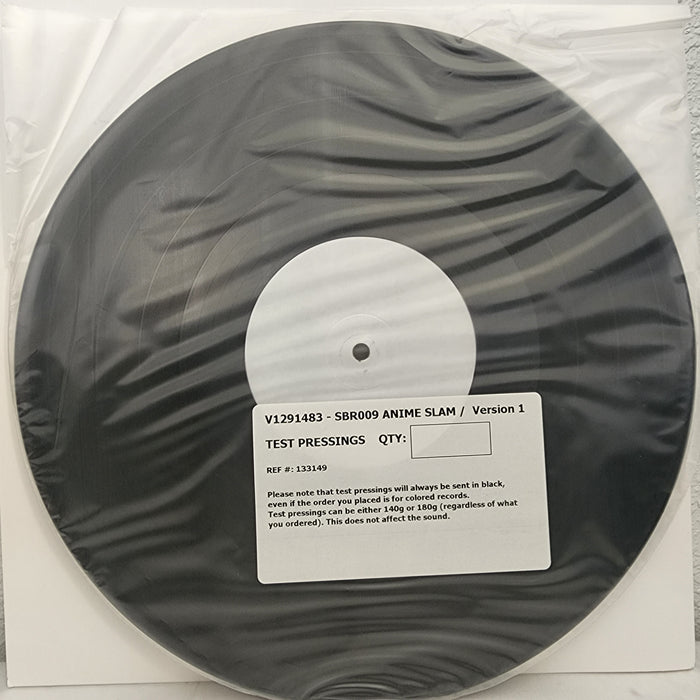 V1291483 - SBR009 ANIME SLAM / Version 1
TEST PRESSINGS QTY:
REF #: 133149
Please note that test pressings will always be sent in black,
even if the order you placed is for colored records.
Test pressings can be either 140g or 180g (regardless of what
you ordered). This does not affect the sound.